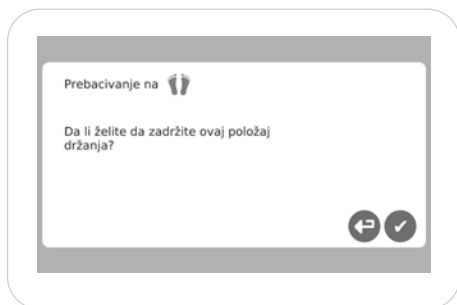 Prebacivanje na
Da li želite da zadržite ovaj položaj
držanja?